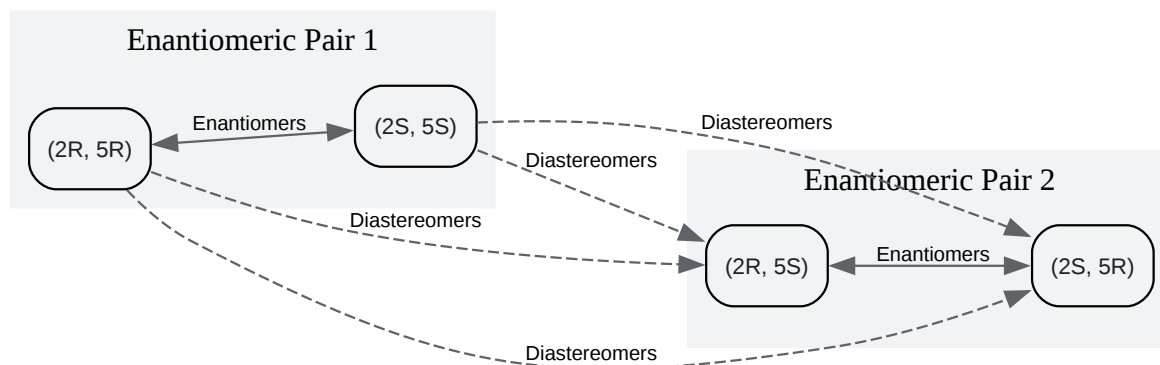 Enantiomeric Pair 1
(2R, 5R)
Enantiomers
(2S, 5S)
Diastereomers
Diastereomers
Diastereomers
Enantiomeric Pair 2
(2R, 5S)
Enantiomers
(2S, 5R)
Diastereomers